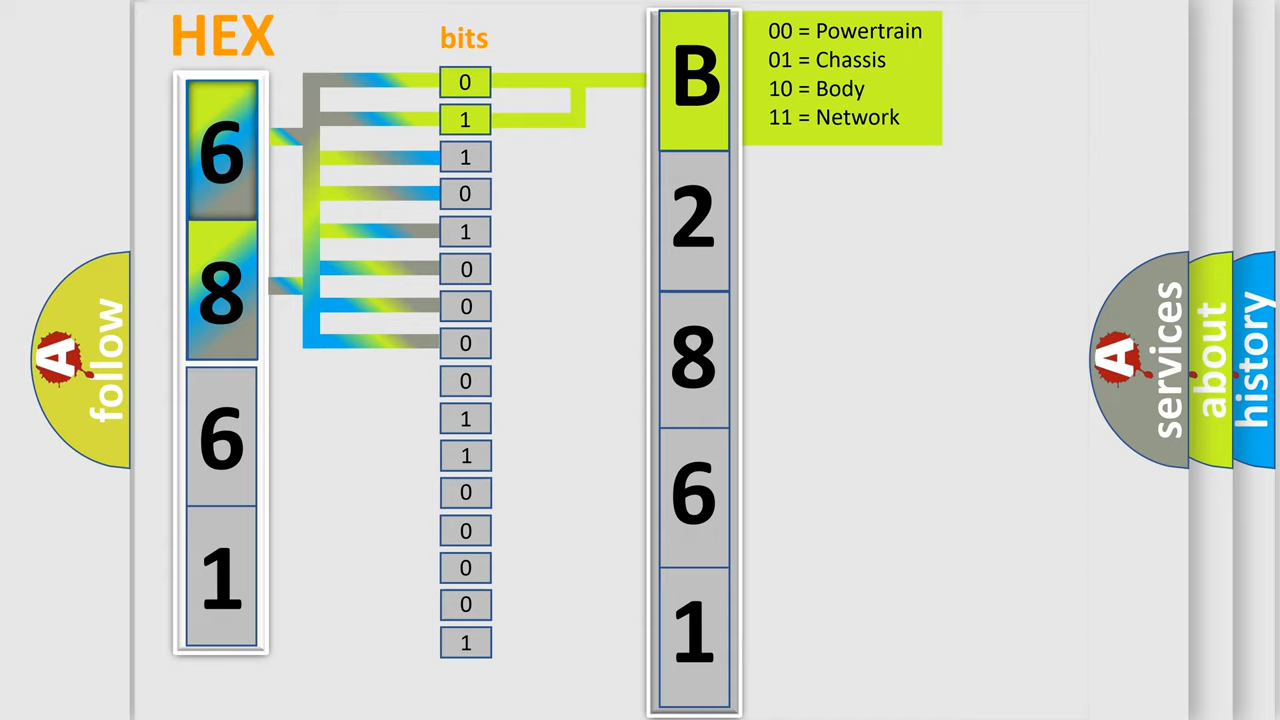 HEX
bits
6
8
6
1
0
1
1
0
1
0
0
0
0
1
1
0
0
0
0
1
B
2
8
6
1
00 = Powertrain
01 = Chassis
10 = Body
11 = Network
A
follow
A
services
about
history